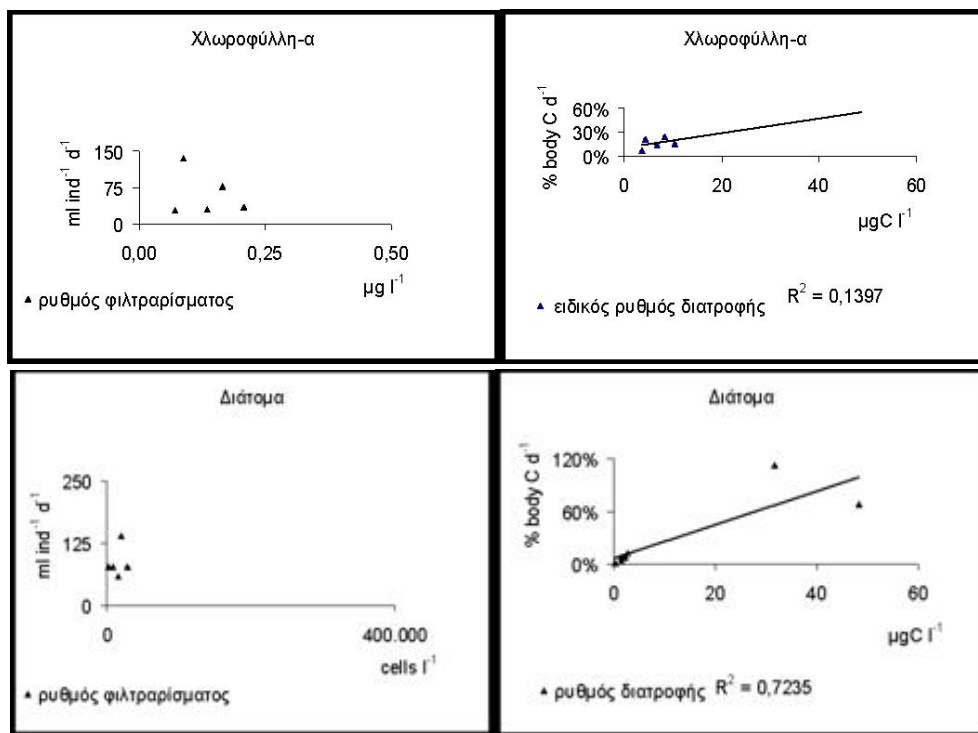 Χλωροφύλλη-α
ml ind-1 d-1
150
75
0
0,00
0,25
0,50
μg l-1
ρυθμός φιλτραρίσματος
Χλωροφύλλη-α
% body C d-1
60%
30%
0%
0
20
40
60
μgC l-1
ειδικός ρυθμός διατροφής
R2 = 0,1397
Διάτομα
ml ind-1 d-1
250
125
0
0
400.000
cells l-1
ρυθμός φιλτραρίσματος
Διάτομα
% body C d-1
120%
60%
0%
0
20
40
60
μgC l-1
ρυθμός διατροφής
R2 = 0,7235